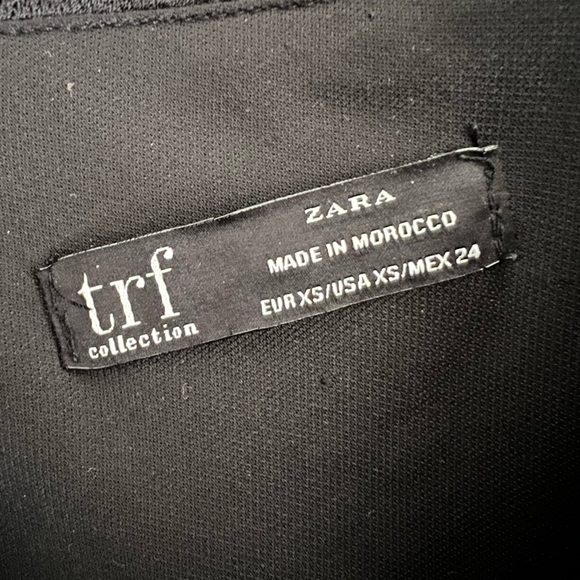 trf
collection
ZARA
MADE IN MOROCCO
EUR XS/USA XS/MEX 24